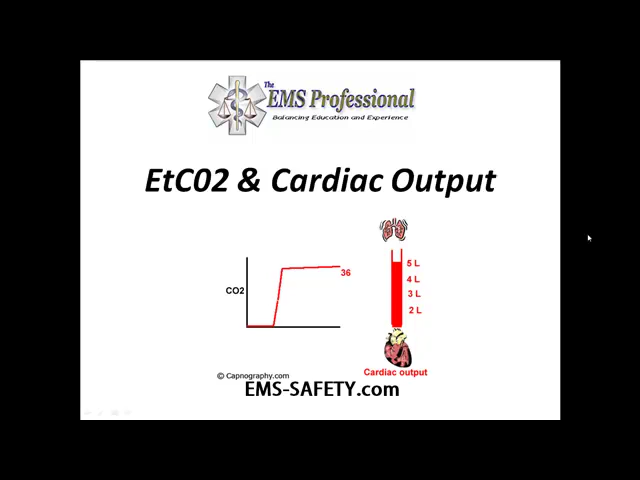 The
EMS Professional
Balancing Education and Experience
EtC02 & Cardiac Output
5 L
36
4 L
CO2
3 L
2 L
Cardiac output
© Capnography.com
EMS-SAFETY.com